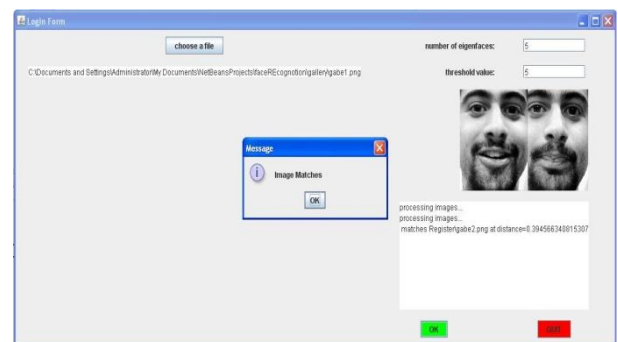 Login Form
choose a file
number of eigenfaces:
5
C:\Documents and Settings\Administrator\My Documents\NetBeansProjects\faceREcognotion\gallery\gabe1.png
threshold value:
5
Message
Image Matches
OK
processing images...
processing images...
matches Register\gabe2.png at distance=0.394566340815307
OK